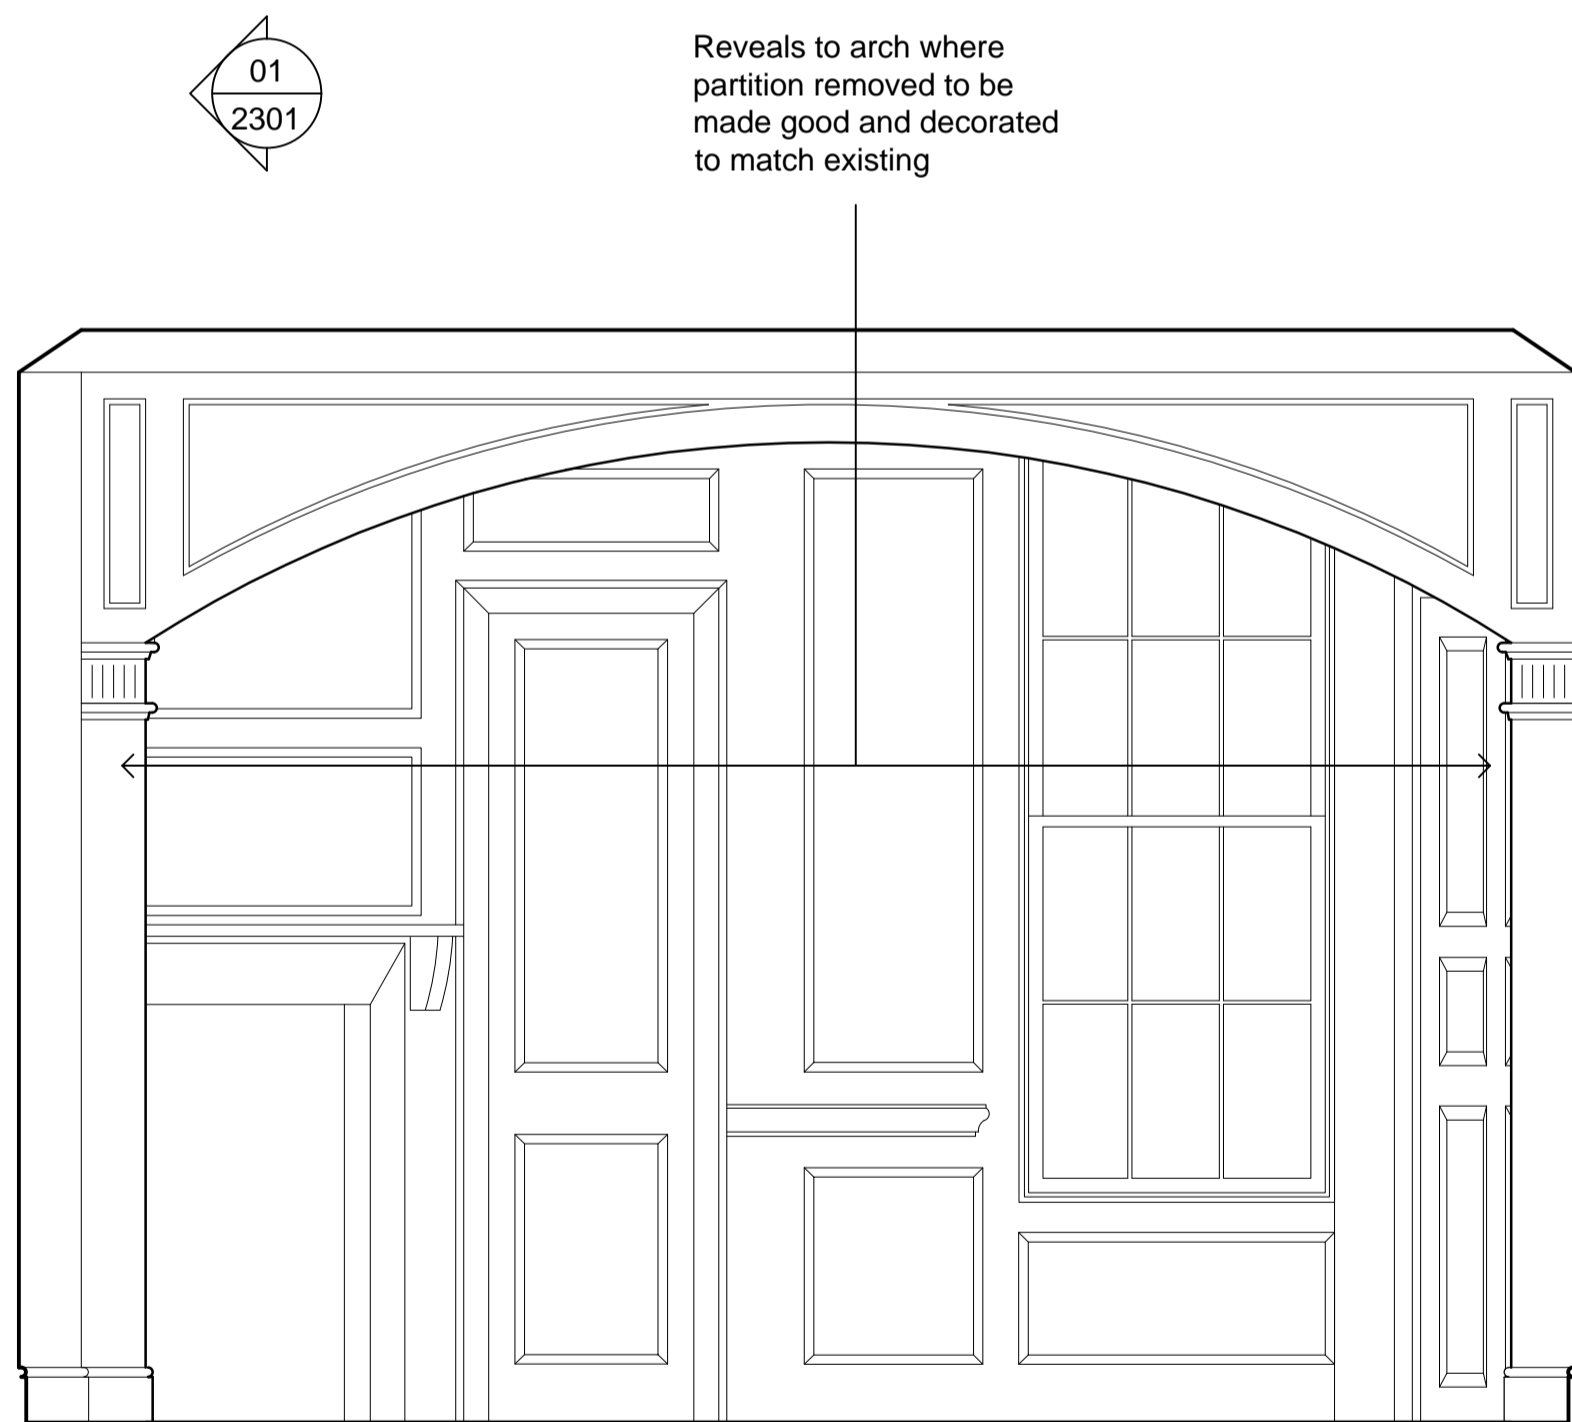 01
2301
Reveals to arch where
partition removed to be
made good and decorated
to match existing